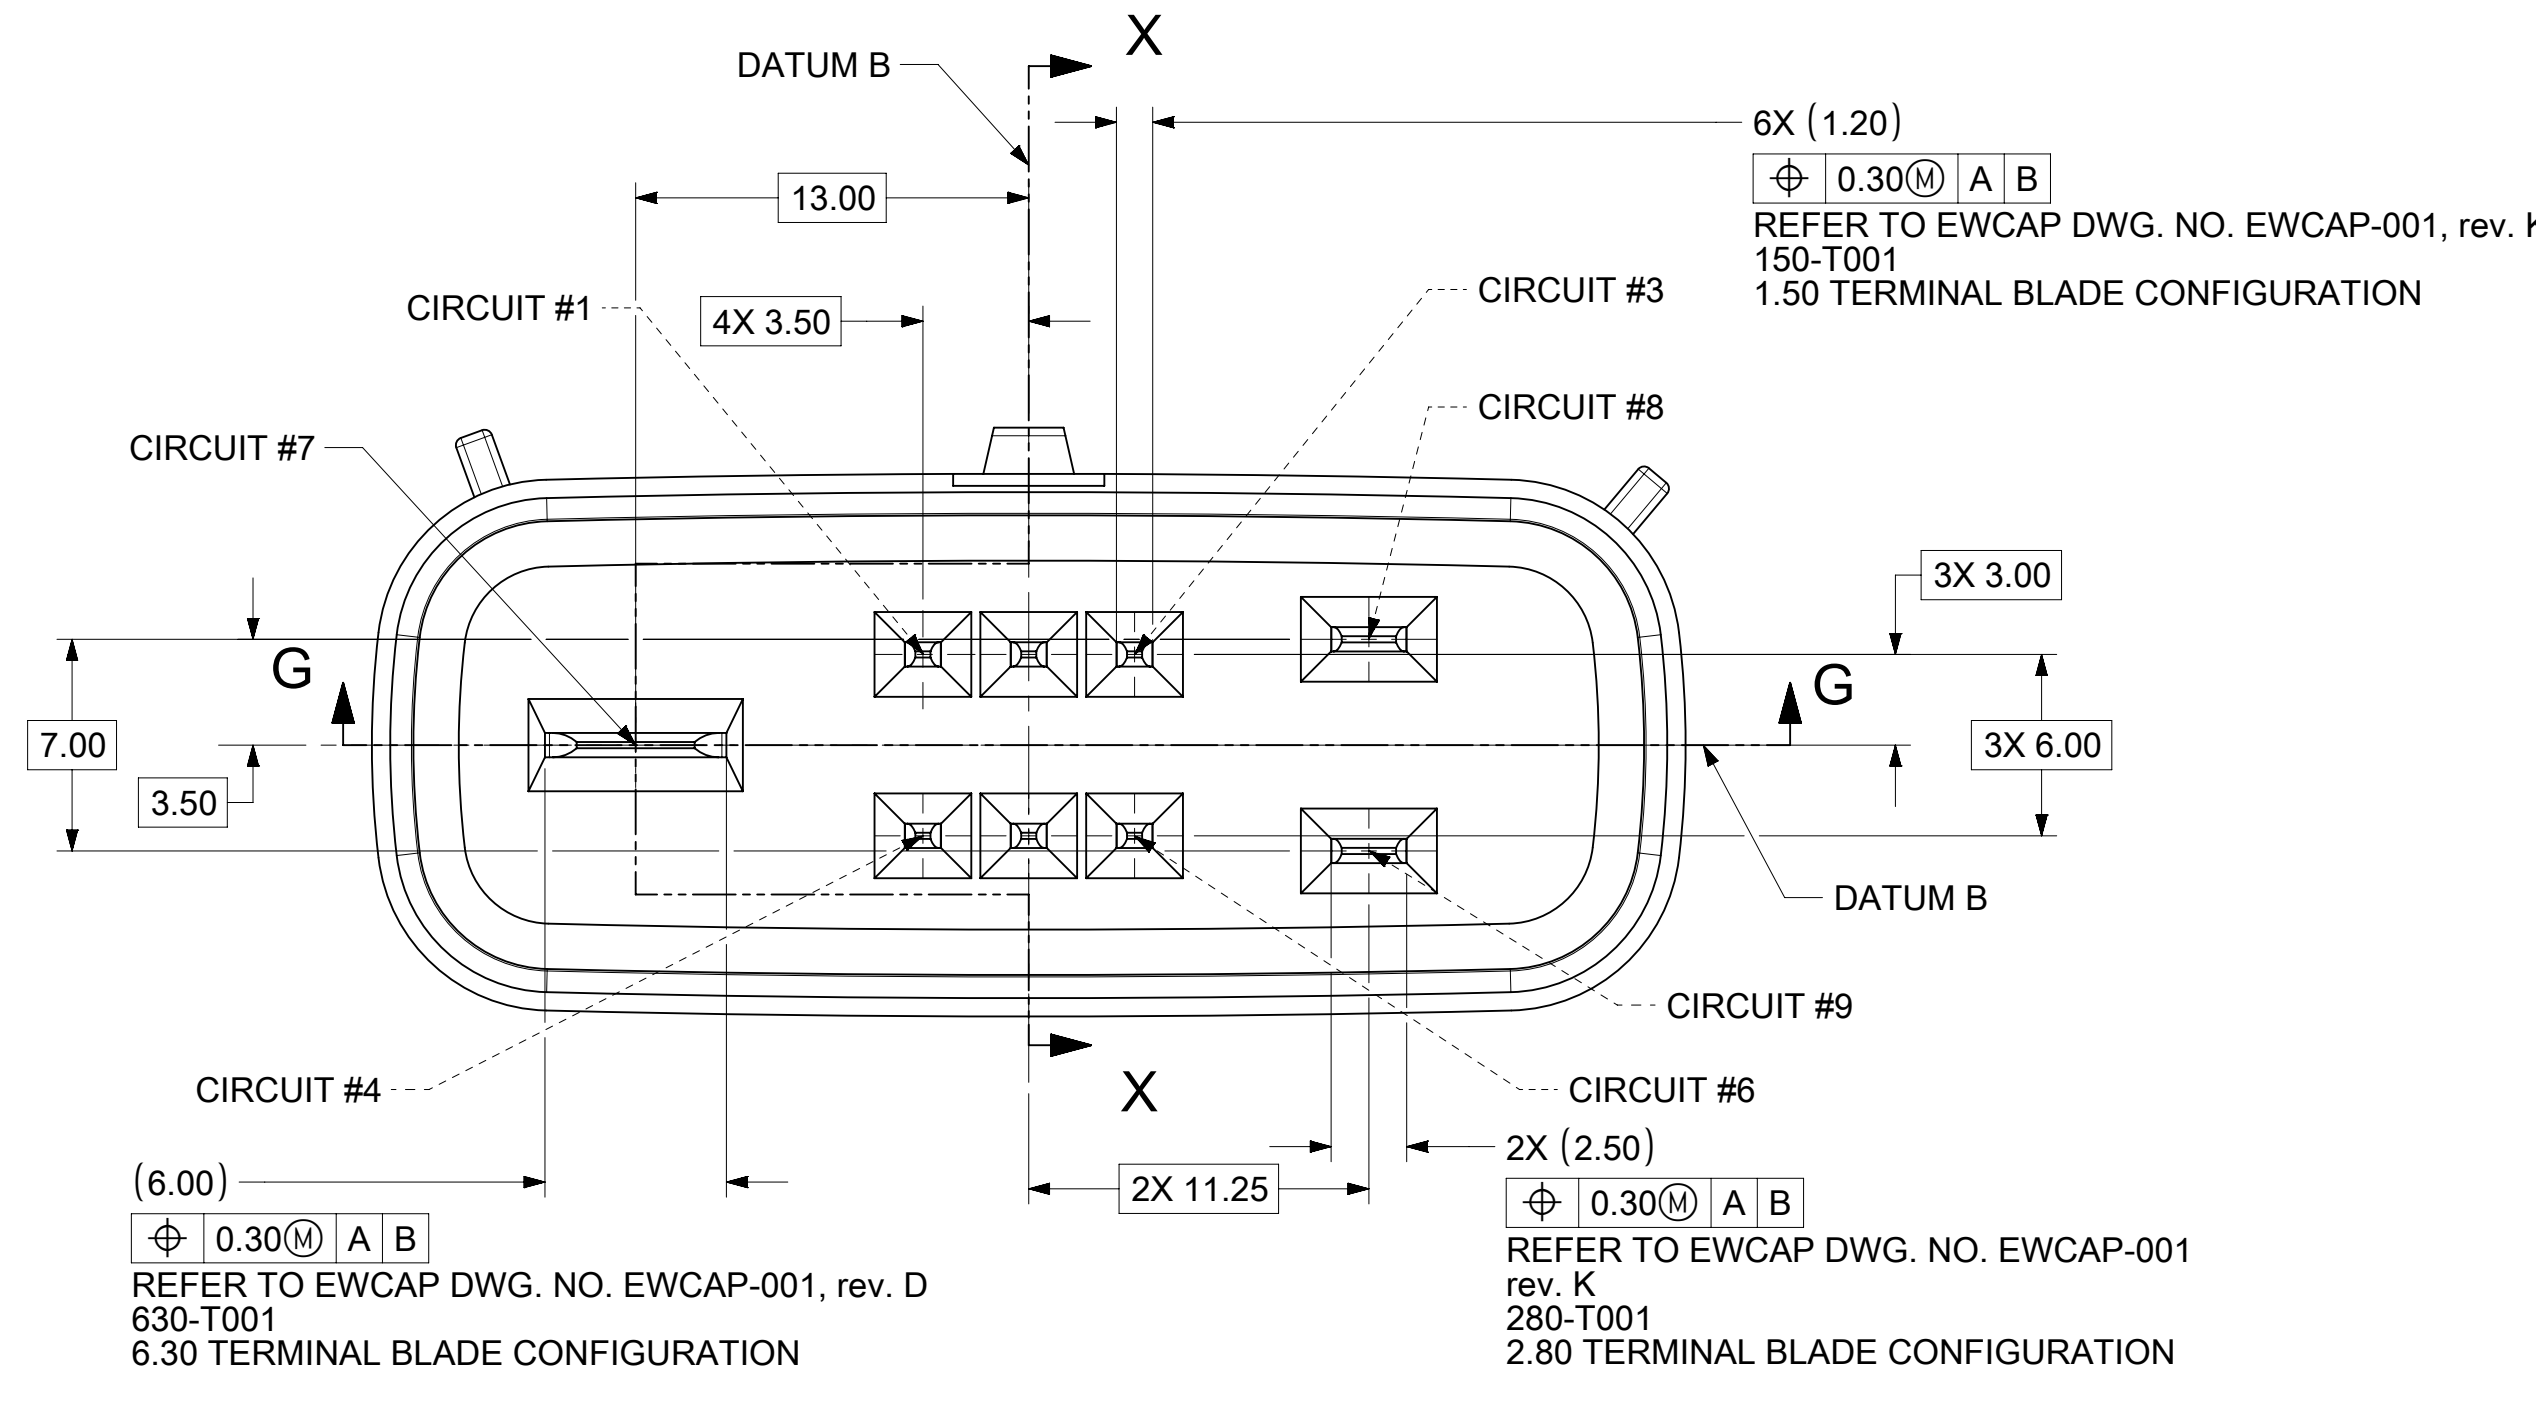 X
DATUM B
6X (1.20)
⌖ 0.30Ⓜ A B
REFER TO EWCAP DWG. NO. EWCAP-001, rev.
150-T001
1.50 TERMINAL BLADE CONFIGURATION
13.00
CIRCUIT #1
4X 3.50
CIRCUIT #3
CIRCUIT #8
CIRCUIT #7
3X 3.00
G
G
7.00
3.50
3X 6.00
DATUM B
CIRCUIT #9
CIRCUIT #4
X
CIRCUIT #6
2X (2.50)
(6.00)
2X 11.25
⌖ 0.30Ⓜ A B
REFER TO EWCAP DWG. NO. EWCAP-001
rev. K
280-T001
2.80 TERMINAL BLADE CONFIGURATION
⌖ 0.30Ⓜ A B
REFER TO EWCAP DWG. NO. EWCAP-001, rev. D
630-T001
6.30 TERMINAL BLADE CONFIGURATION